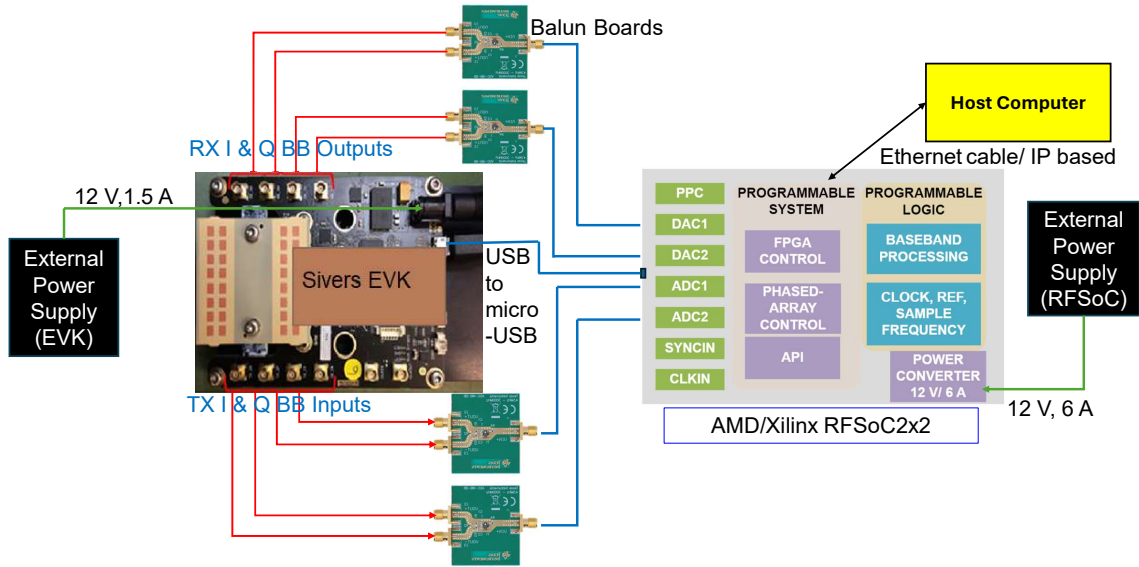 Balun Boards
Host Computer
Ethernet cable/ IP based
RX I & Q BB Outputs
12 V,1.5 A
External
Power
Supply
(EVK)
Sivers EVK
USB
to
micro
-USB
TX I & Q BB Inputs
PPC
DAC1
DAC2
ADC1
ADC2
SYNCIN
CLKIN
PROGRAMMABLE
SYSTEM
FPGA
CONTROL
PHASED-
ARRAY
CONTROL
API
PROGRAMMABLE
LOGIC
BASEBAND
PROCESSING
CLOCK, REF,
SAMPLE
FREQUENCY
POWER
CONVERTER
12 V/ 6 A
External
Power
Supply
(RFSoC)
12 V, 6 A
AMD/Xilinx RFSoC2x2